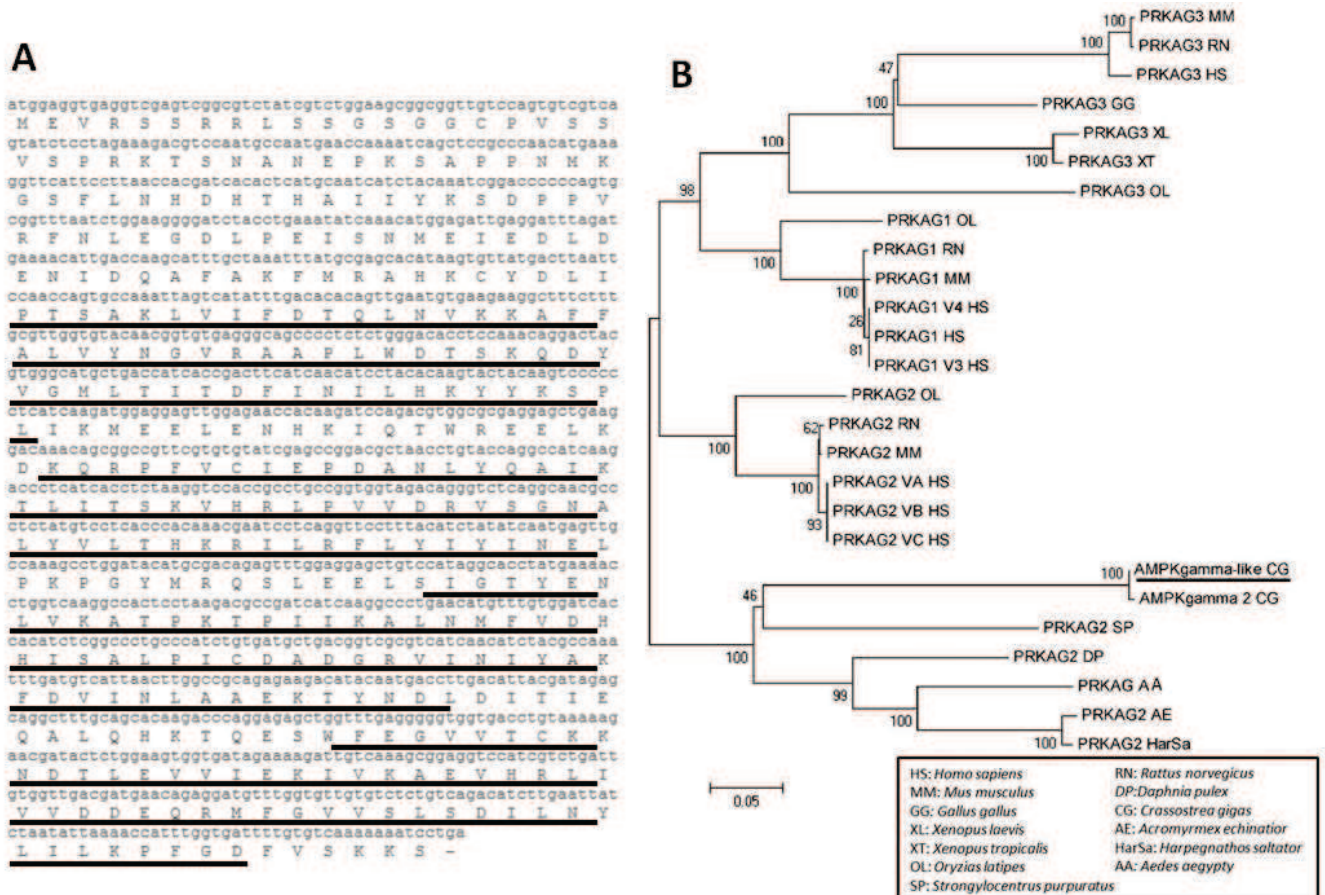 A
atggaggtgaggtcgagtcggcgtctatcgtctggaagcggcggttgtccagtgtcgtca
M E V R S S R R L S S G S G G C P V S S
gtatctcctagaaagacgtccaatgccaatgaaccaaaatcagctccgcccaacatgaaa
V S P R K T S N A N E P K S A P P N M K
ggttcattccttaaccacgatcacactcatgcaatcatctacaaatcggaccccccagtg
G S F L N H D H T H A I I Y K S D P P V
cggtttaatctggaaggggatctacctgaaatatcaaacatggagattgaggatttagat
R F N L E G D L P E I S N M E I E D L D
gaaaacattgaccaagcatttgctaaatttatgcgagcacataagtgttatgacttaatt
E N I D Q A F A K F M R A H K C Y D L I
ccaaccagtgccaaattagtcatatttgacacacagttgaatgtgaagaaggctttcttt
P T S A K L V I F D T Q L N V K K A F F
gcgttggtgtacaacggtgtgagggcagcccctctctgggacacctccaaacaggactac
A L V Y N G V R A A P L W D T S K Q D Y
gtgggcatgctgaccatcaccgacttcatcaacatcctacacaagtactacaagtccccc
V G M L T I T D F I N I L H K Y Y K S P
ctcatcaagatggaggagttggagaaccacaagatccagacgtggcgcgaggagctgaag
L I K M E E L E N H K I Q T W R E E L K
gacaaacagcggccgttcgtgtgtatcgagccggacgctaacctgtaccaggccatcaag
D K Q R P F V C I E P D A N L Y Q A I K
accctcatcacctctaaggtccaccgcctgccggtggtagacagggtctcaggcaacgcc
T L I T S K V H R L P V V D R V S G N A
ctctatgtcctcacccacaaacgaatcctcaggttcctttacatctatatcaatgagttg
L Y V L T H K R I L R F L Y I Y I N E L
ccaaagcctggatacatgcgacagagtttggaggagctgtccataggcacctatgaaaac
P K P G Y M R Q S L E E L S I G T Y E N
ctggtcaaggccactcctaagacgccgatcatcaaggccctgaacatgtttgtggatcac
L V K A T P K T P I I K A L N M F V D H
cacatctcggccctgcccatctgtgatgctgacggtcgcgtcatcaacatctacgccaaa
H I S A L P I C D A D G R V I N I Y A K
tttgatgtcattaacttggccgcagagaagacatacaatgaccttgacattacgatagag
F D V I N L A A E K T Y N D L D I T I E
caggctttgcagcacaagacccaggagagctggtttgagggggtggtgacctgtaaaaag
Q A L Q H K T Q E S W F E G V V T C K K
aacgatactctggaagtggtgatagaaaagattgtcaaagcggaggtccatcgtctgatt
N D T L E V V I E K I V K A E V H R L I
gtggttgacgatgaacagaggatgtttggtgttgtgtctctgtctgacatcttgaattat
V V D D E Q R M F G V V S L S D I L N Y
ctaatattaaaaccatttggtgattttgtgtcaaaaaaatcctga
L I L K P F G D F V S K K S -
B
100 PRKAG3 MM
100 PRKAG3 RN
PRKAG3 HS
47
PRKAG3 GG
100
PRKAG3 XL
100 PRKAG3 XT
100
PRKAG3 OL
98
PRKAG1 OL
PRKAG1 RN
100
PRKAG1 MM
100 PRKAG1 V4 HS
26 PRKAG1 HS
81 PRKAG1 V3 HS
PRKAG2 OL
62 PRKAG2 RN
100
PRKAG2 MM
100 PRKAG2 VA HS
PRKAG2 VB HS
93 PRKAG2 VC HS
100 AMPKgamma-like CG
46 AMPKgamma 2 CG
PRKAG2 SP
100
PRKAG2 DP
99 PRKAG AA
100 PRKAG2 AE
100 PRKAG2 HarSa
0.05
HS: Homo sapiens
MM: Mus musculus
GG: Gallus gallus
XL: Xenopus laevis
XT: Xenopus tropicalis
OL: Oryzias latipes
SP: Strongylocentrus purpuratus
RN: Rattus norvegicus
DP:Daphnia pulex
CG: Crassostrea gigas
AE: Acromyrmex echinatior
HarSa: Harpegnathos saltator
AA: Aedes aegypty